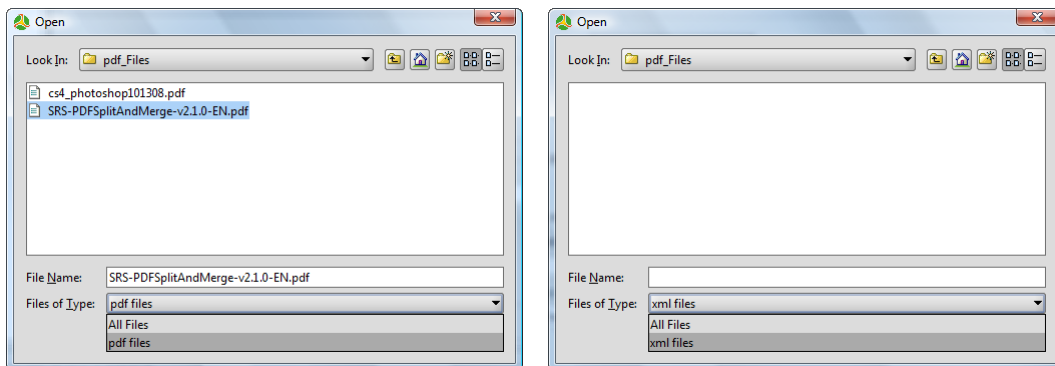 Open
Look In: pdf_Files
cs4_photoshop101308.pdf
SRS-PDFSplitAndMerge-v2.1.0-EN.pdf
File Name: SRS-PDFSplitAndMerge-v2.1.0-EN.pdf
Files of Type: pdf files
All Files
pdf files
Open
Look In: pdf_Files
File Name:
Files of Type: xml files
All Files
xml files